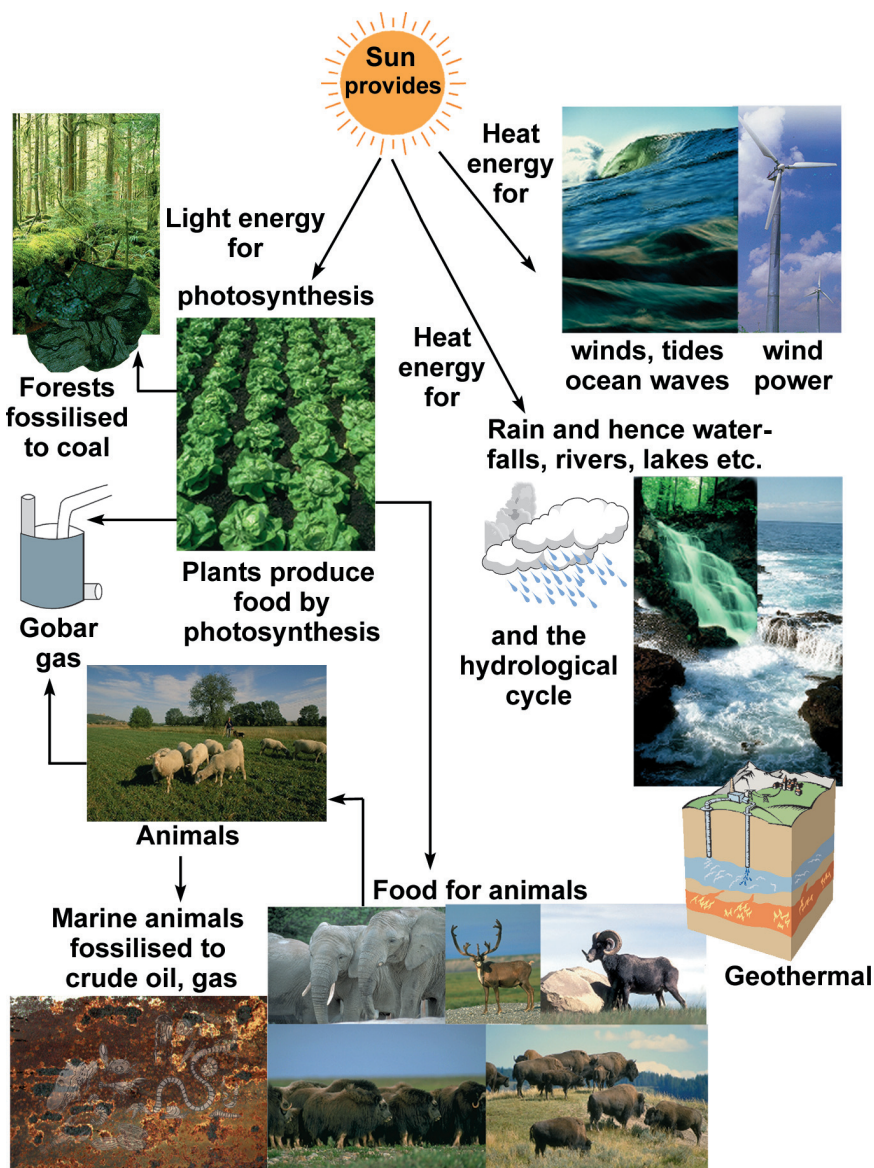 Sun
provides
Heat
energy
for
Light energy
for
photosynthesis
Heat
energy
for
winds, tides
ocean waves
wind
power
Forests
fossilised
to coal
Rain and hence water-
falls, rivers, lakes etc.
Plants produce
food by
photosynthesis
Gobar
gas
and the
hydrological
cycle
Animals
Food for animals
Marine animals
fossilised to
crude oil, gas
Geothermal